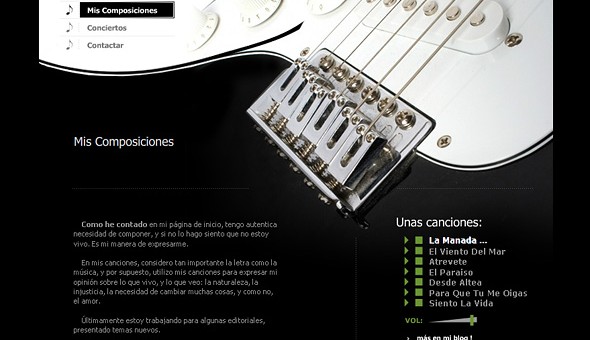 Mis Composiciones
Conciertos
Contactar
Mis Composiciones
Como he contado en mi página de inicio, tengo autentica
necesidad de componer, y si no lo hago siento que no estoy
vivo. Es mi manera de expresarme.
En mis canciones, considero tan importante la letra como la
música, y por supuesto, utilizo mis canciones para expresar mi
opinión sobre lo que vivo, y lo que veo: la naturaleza, la
injusticia, la necesidad de cambiar muchas cosas, y como no,
el amor.
Últimamente estoy trabajando para algunas editoriales,
presentado temas nuevos.
Unas canciones:
La Manada ...
El Viento Del Mar
Atrevete
El Paraiso
Desde Altea
Para Que Tu Me Oigas
Siento La Vida
VOL:
más en mi blog !